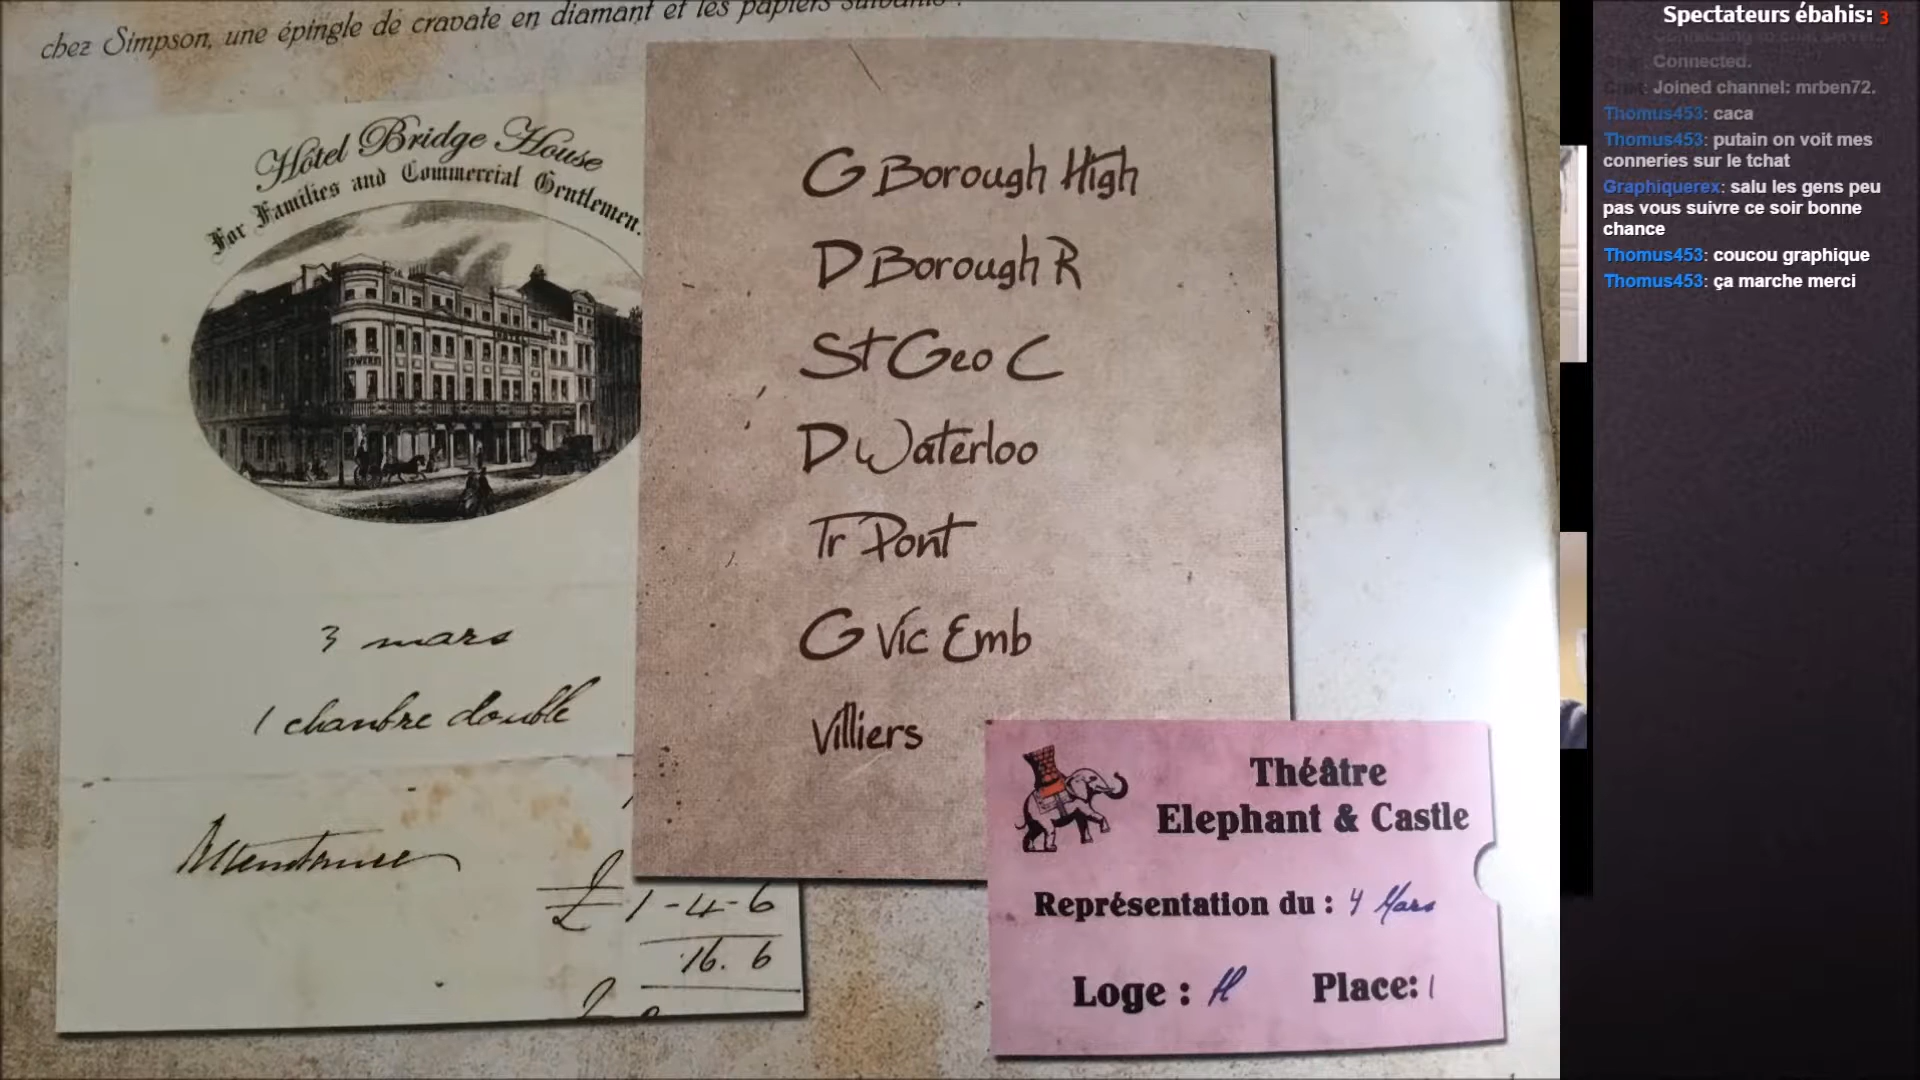 chez Simpson, une épingle de cravate en diamant et les papiers suivants :
Hôtel Bridge House
For Families and Commercial Gentlemen.
3 mars
1 chambre double
£ 1-4-6
16. 6
G Borough High
D Borough R
St Geo C
D Waterloo
Tr Pont
G Vic Emb
Villiers
Théâtre
Elephant & Castle
Représentation du : 4 Mars
Loge : H Place: 1
Spectateurs ébahis: 3
Connected.
Joined channel: mrben72.
Thomus453: caca
Thomus453: putain on voit mes
conneries sur le tchat
Graphiquerex: salu les gens peu
pas vous suivre ce soir bonne
chance
Thomus453: coucou graphique
Thomus453: ça marche merci